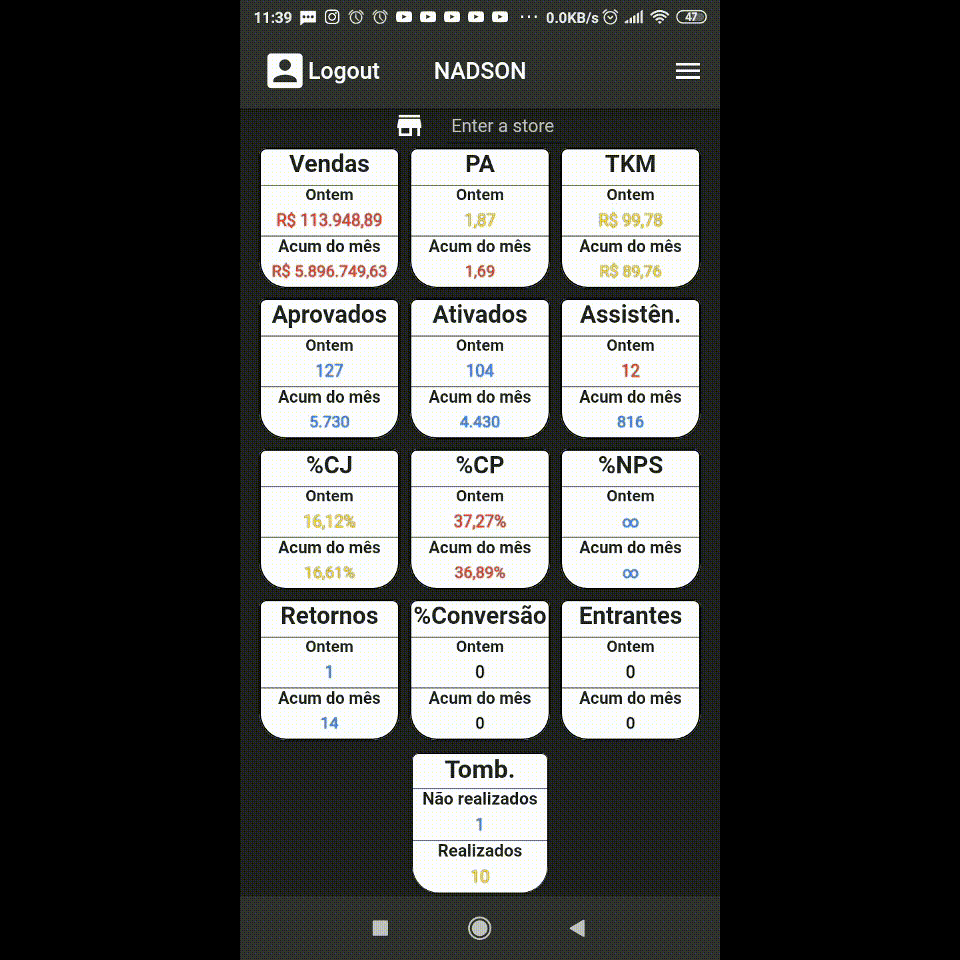 11:39 ... 0.0KB/s 47
Logout NADSON
Enter a store
Vendas PA TKM
Ontem Ontem Ontem
R$ 113.948,89 1,87 R$ 99,78
Acum do mês Acum do mês Acum do mês
R$ 5.896.749,63 1,69 R$ 89,76
Aprovados Ativados Assistên.
Ontem Ontem Ontem
127 104 12
Acum do mês Acum do mês Acum do mês
5.730 4.430 816
%CJ %CP %NPS
Ontem Ontem Ontem
16,12% 37,27% ∞
Acum do mês Acum do mês Acum do mês
16,61% 36,89% ∞
Retornos %Conversão Entrantes
Ontem Ontem Ontem
1 0 0
Acum do mês Acum do mês Acum do mês
14 0 0
Tomb.
Não realizados
1
Realizados
10